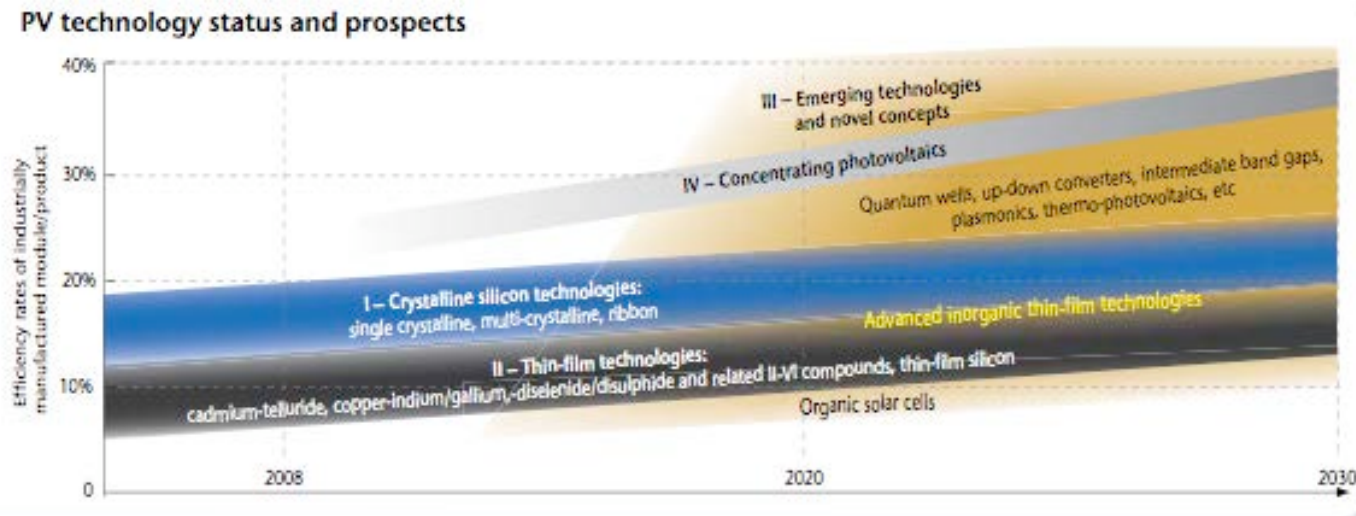 PV technology status and prospects
40%
30%
20%
10%
0
Efficiency rates of industrially
manufactured module/product
III – Emerging technologies
and novel concepts
IV – Concentrating photovoltaics
Quantum wells, up-down converters, intermediate band gaps,
plasmonics, thermo-photovoltaics, etc
I – Crystalline silicon technologies:
single crystalline, multi-crystalline, ribbon
Advanced inorganic thin-film technologies
II – Thin-film technologies:
cadmium-telluride, copper-indium/gallium,-diselenide/disulphide and related II-VI compounds, thin-film silicon
Organic solar cells
2008
2020
2030